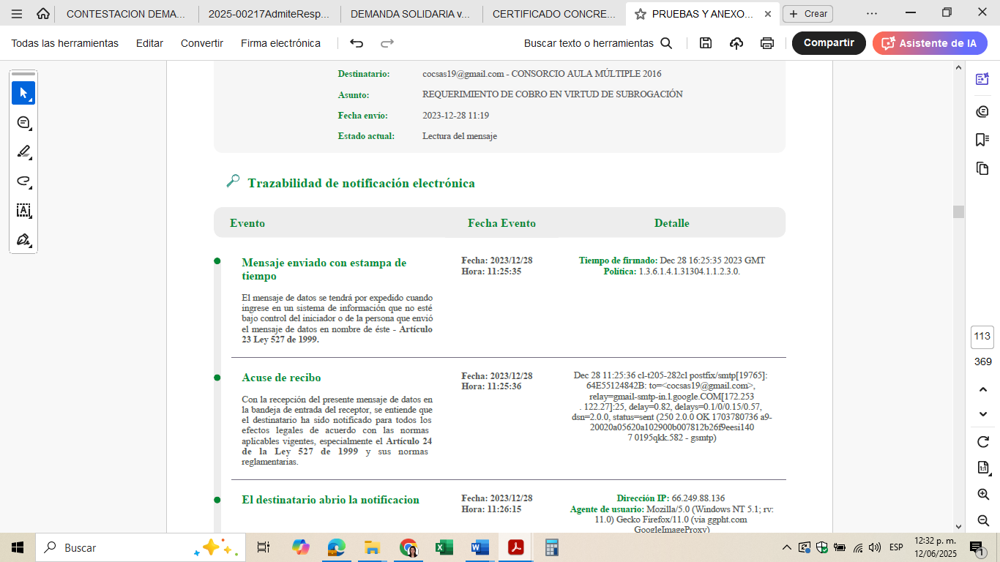 CONTESTACION DEMA...
2025-00217AdmiteResp...
DEMANDA SOLIDARIA v...
CERTIFICADO CONCRE...
PRUEBAS Y ANEXO...
Crear
Todas las herramientas
Editar
Convertir
Firma electrónica
Buscar texto o herramientas
Compartir
Asistente de IA
Destinatario: cocsas19@gmail.com - CONSORCIO AULA MÚLTIPLE 2016
Asunto: REQUERIMIENTO DE COBRO EN VIRTUD DE SUBROGACIÓN
Fecha envío: 2023-12-28 11:19
Estado actual: Lectura del mensaje
Trazabilidad de notificación electrónica
Evento Fecha Evento Detalle
Mensaje enviado con estampa de
tiempo
El mensaje de datos se tendrá por expedido cuando
ingrese en un sistema de información que no esté
bajo control del iniciador o de la persona que envió
el mensaje de datos en nombre de éste - Artículo
23 Ley 527 de 1999.
Fecha: 2023/12/28
Hora: 11:25:35
Tiempo de firmado: Dec 28 16:25:35 2023 GMT
Política: 1.3.6.1.4.1.31304.1.1.2.3.0.
Acuse de recibo
Con la recepción del presente mensaje de datos en
la bandeja de entrada del receptor, se entiende que
el destinatario ha sido notificado para todos los
efectos legales de acuerdo con las normas
aplicables vigentes, especialmente el Artículo 24
de la Ley 527 de 1999 y sus normas
reglamentarias.
Fecha: 2023/12/28
Hora: 11:25:36
Dec 28 11:25:36 cl-t205-282cl postfix/smtp[19765]:
64E55124842B: to=<cocsas19@gmail.com>,
relay=gmail-smtp-in.l.google.COM[172.253
. 122.27]:25, delay=0.82, delays=0.1/0/0.15/0.57,
dsn=2.0.0, status=sent (250 2.0.0 OK 1703780736 a9-
20020a05620a102900b007812b26f9eesi140
7 0195qkk.582 - gsmtp)
El destinatario abrio la notificacion
Fecha: 2023/12/28
Hora: 11:26:15
Dirección IP: 66.249.88.136
Agente de usuario: Mozilla/5.0 (Windows NT 5.1; rv:
11.0) Gecko Firefox/11.0 (via ggpht.com
GoogleImageProxy)
113
369
1:1
Buscar
ESP
12:32 p. m.
12/06/2025
1